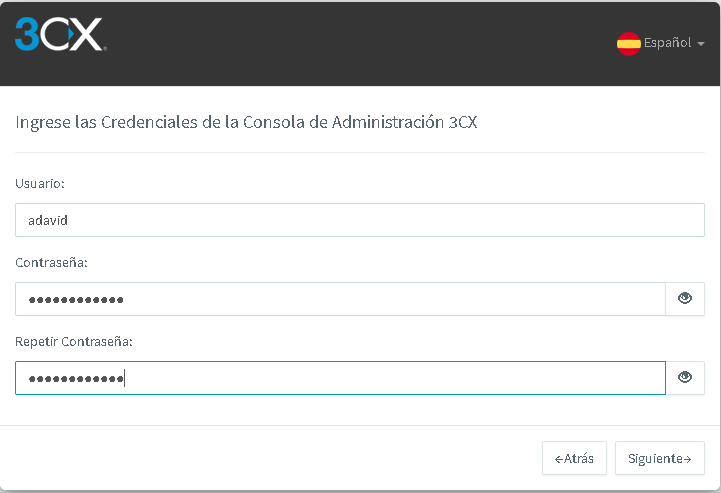 3CX®
Español
Ingrese las Credenciales de la Consola de Administración 3CX
Usuario:
adavid
Contraseña:
●●●●●●●●●●●●
Repetir Contraseña:
●●●●●●●●●●●●
←Atrás Siguiente→